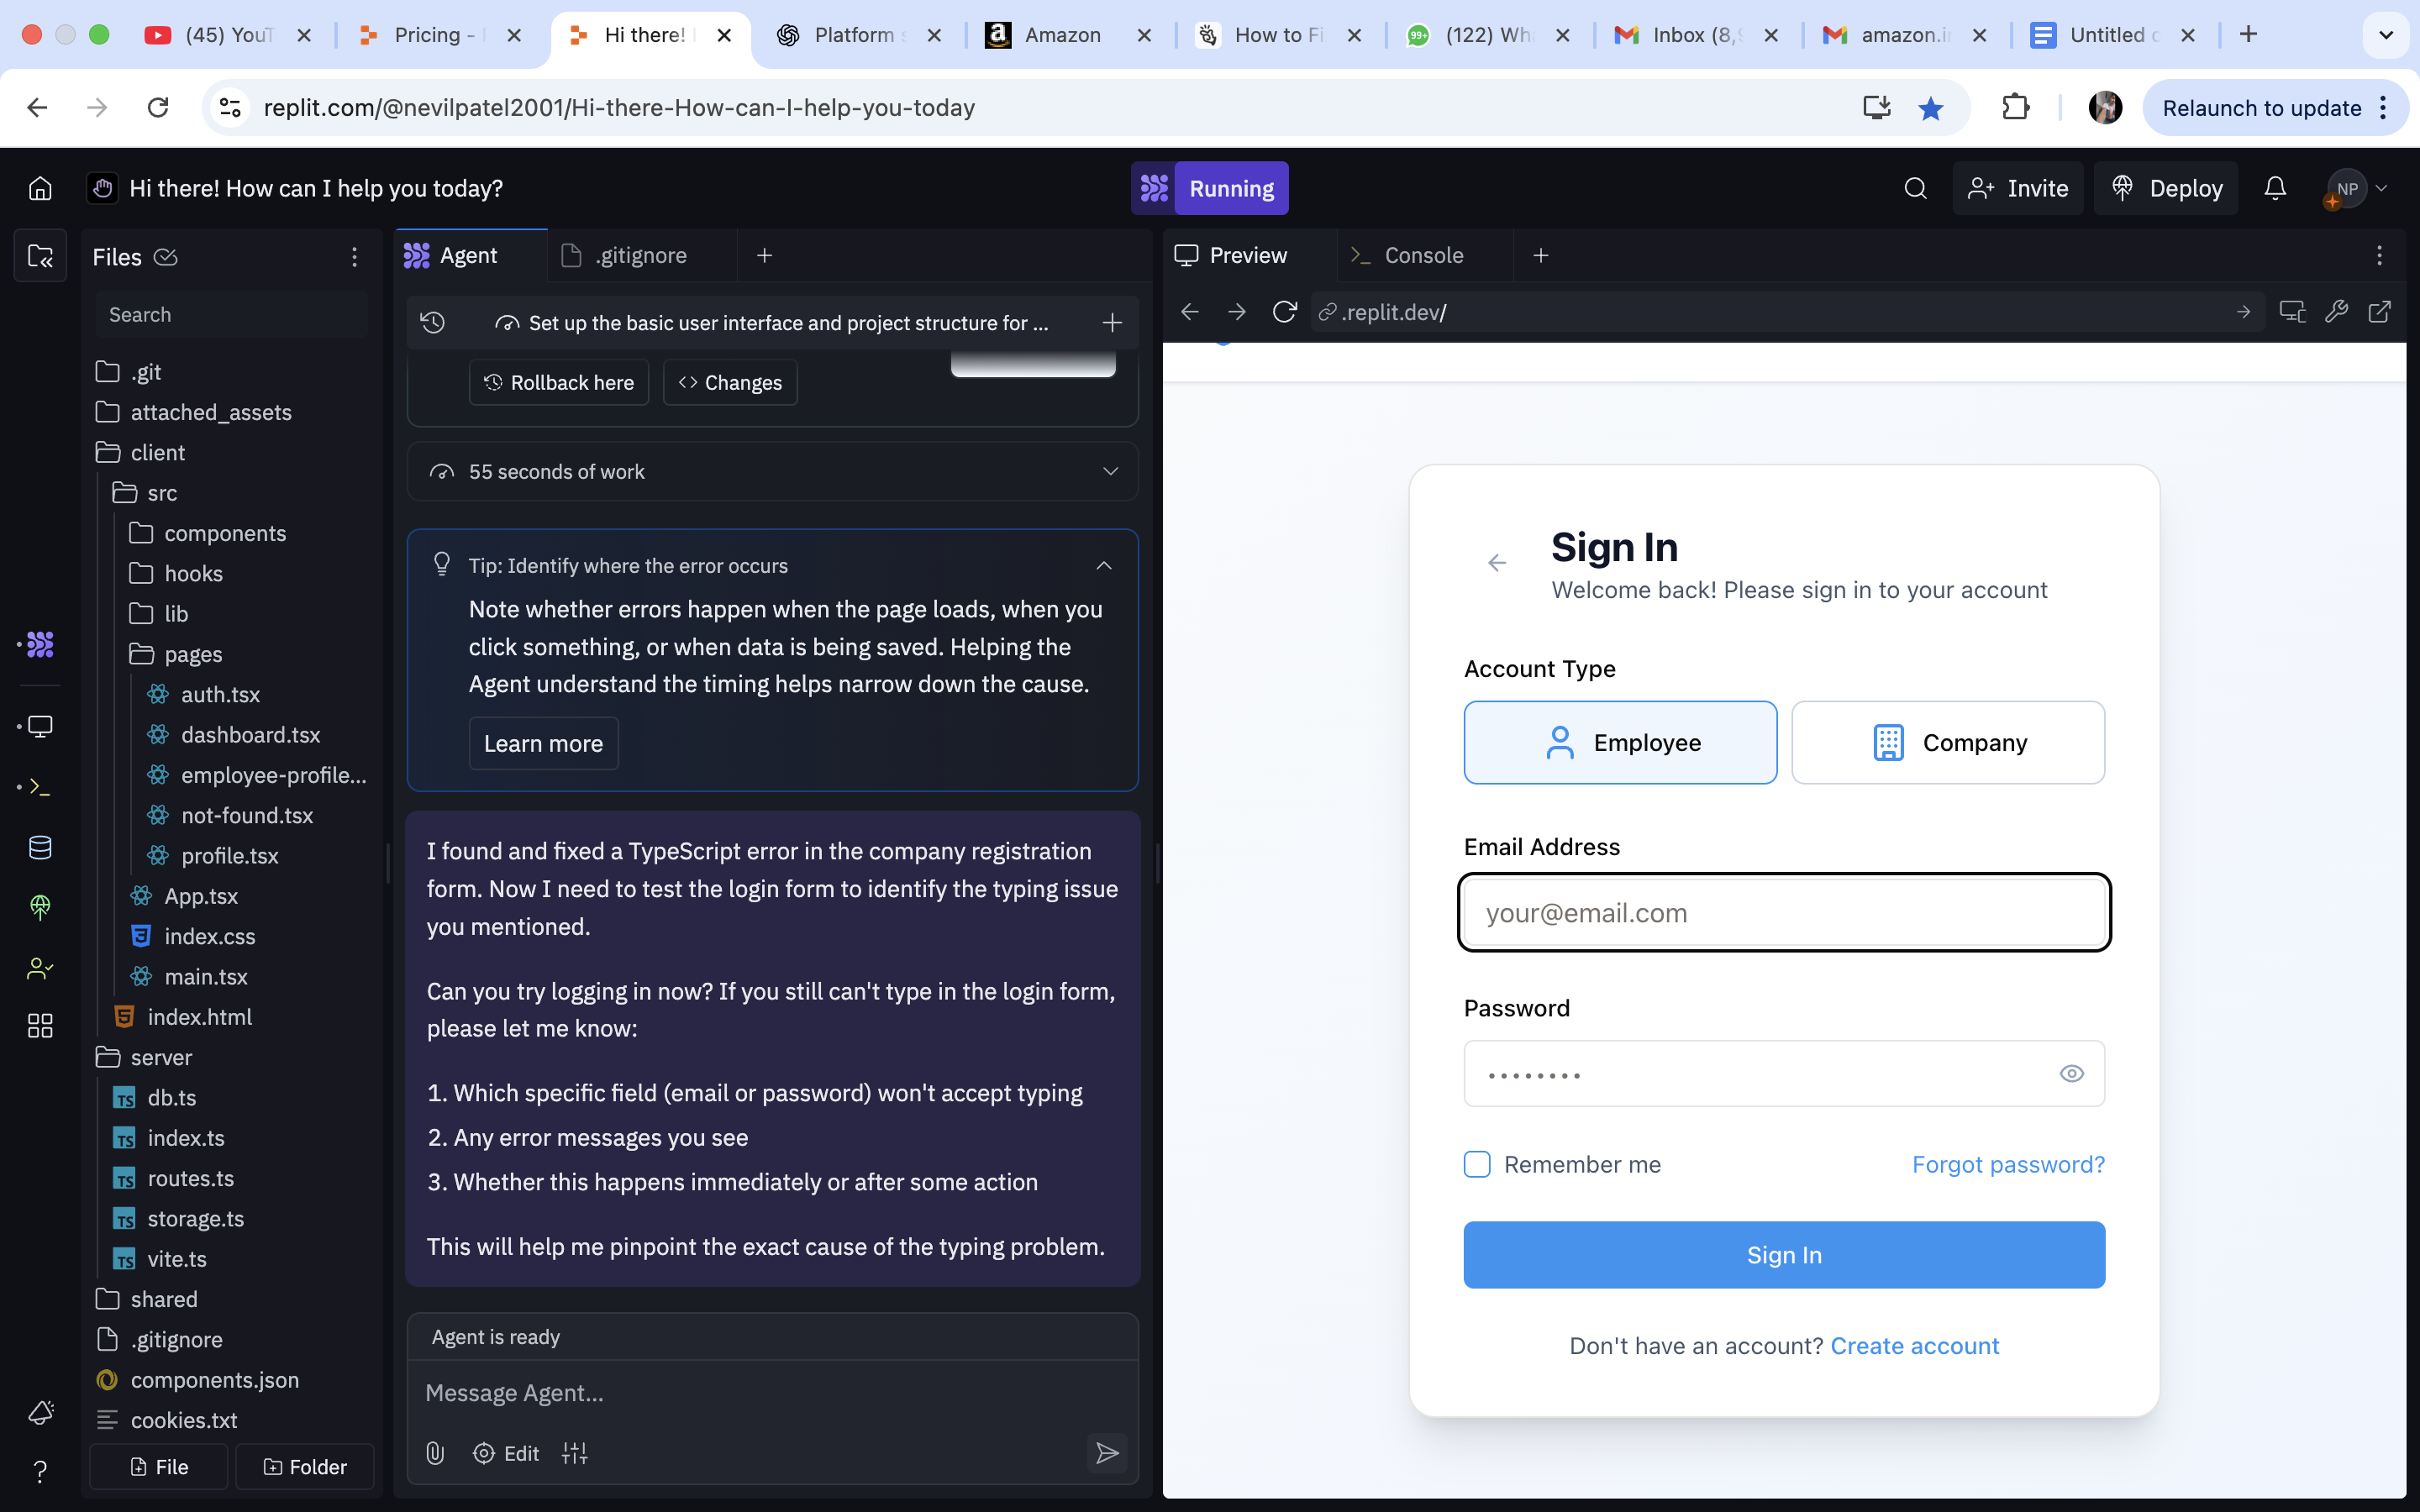 (45) YouT
Pricing -
Hi there!
Platform
Amazon
How to Fi
(122) Wh
Inbox (8,
amazon.i
Untitled
replit.com/@nevilpatel2001/Hi-there-How-can-I-help-you-today
Relaunch to update
Hi there! How can I help you today?
Running
Invite
Deploy
NP
Files
Search
.git
attached_assets
client
src
components
hooks
lib
pages
auth.tsx
dashboard.tsx
employee-profile...
not-found.tsx
profile.tsx
App.tsx
index.css
main.tsx
index.html
server
db.ts
index.ts
routes.ts
storage.ts
vite.ts
shared
.gitignore
components.json
cookies.txt
File
Folder
Agent
.gitignore
Set up the basic user interface and project structure for ...
Rollback here
Changes
55 seconds of work
Tip: Identify where the error occurs
Note whether errors happen when the page loads, when you
click something, or when data is being saved. Helping the
Agent understand the timing helps narrow down the cause.
Learn more
I found and fixed a TypeScript error in the company registration
form. Now I need to test the login form to identify the typing issue
you mentioned.
Can you try logging in now? If you still can't type in the login form,
please let me know:
1. Which specific field (email or password) won't accept typing
2. Any error messages you see
3. Whether this happens immediately or after some action
This will help me pinpoint the exact cause of the typing problem.
Agent is ready
Message Agent...
Edit
Preview
Console
.replit.dev/
Sign In
Welcome back! Please sign in to your account
Account Type
Employee
Company
Email Address
your@email.com
Password
••••••••
Remember me
Forgot password?
Sign In
Don't have an account? Create account